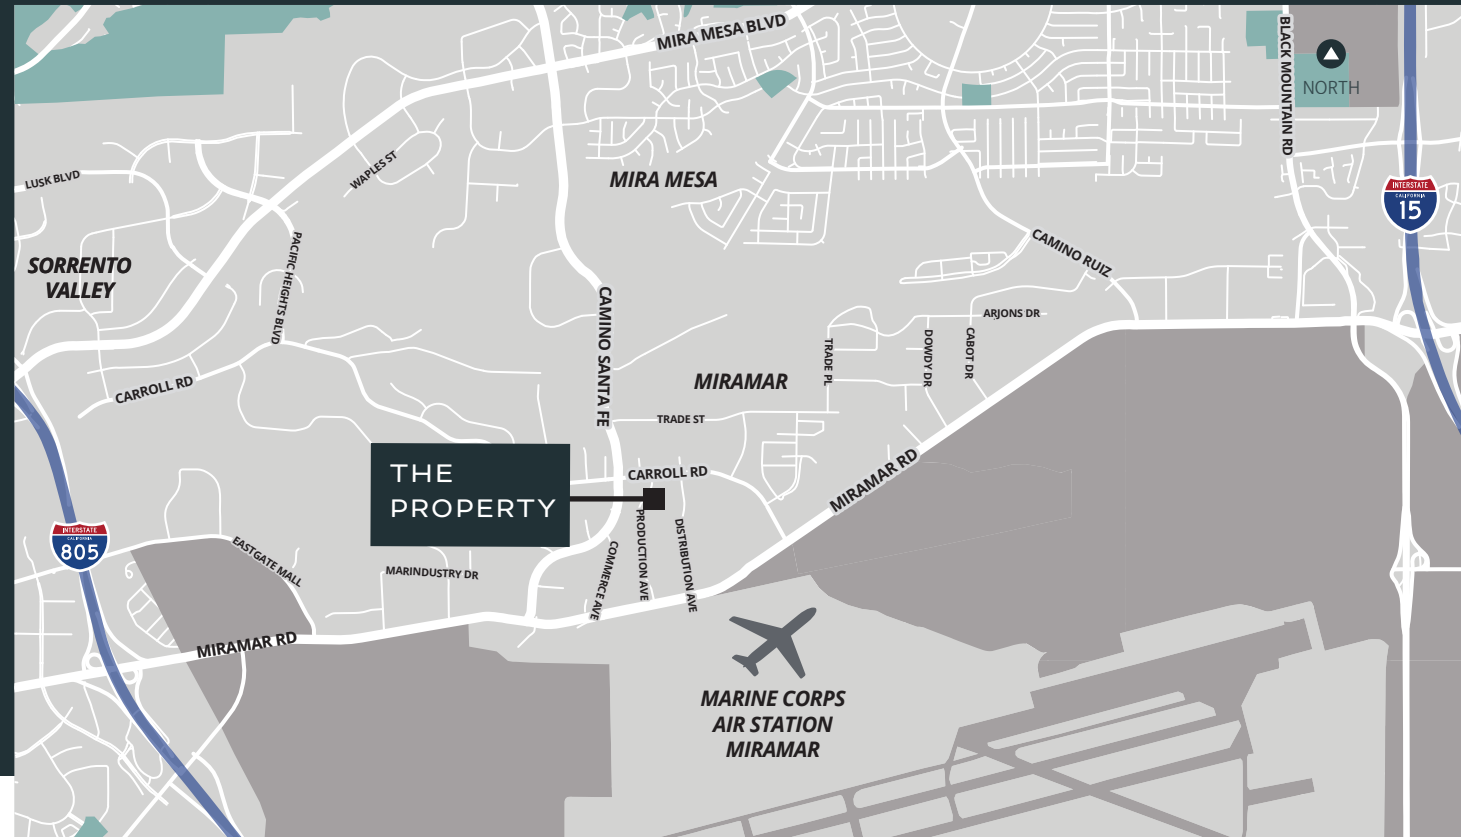 MIRA MESA BLVD
BLACK MOUNTAIN RD
NORTH
LUSK BLVD
WAPLES ST
MIRA MESA
INTERSTATE
CALIFORNIA
15
SORRENTO
VALLEY
PACIFIC HEIGHTS BLVD
CAMINO RUIZ
CAMINO SANTA FE
ARJONS DR
TRADE PL
DOWDY DR
CABOT DR
CARROLL RD
MIRAMAR
TRADE ST
THE
PROPERTY
CARROLL RD
MIRAMAR RD
INTERSTATE
CALIFORNIA
805
EASTGATE MALL
MARINDUSTRY DR
COMMERCE AVE
PRODUCTION AVE
DISTRIBUTION AVE
MIRAMAR RD
MARINE CORPS
AIR STATION
MIRAMAR